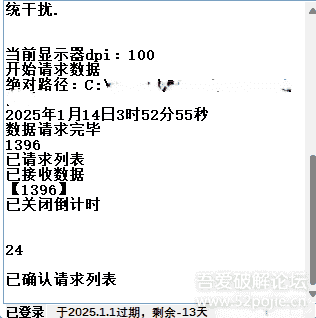 统干扰.
当前显示器dpi：100
开始请求数据
绝对路径：C:
.
2025年1月14日3时52分55秒
数据请求完毕
1396
已请求列表
已接收数据
【1396】
已关闭倒计时
24
已确认请求列表
吾爱破解论坛
www.52pojie.cn
已登录 于2025.1.1过期，剩余-13天